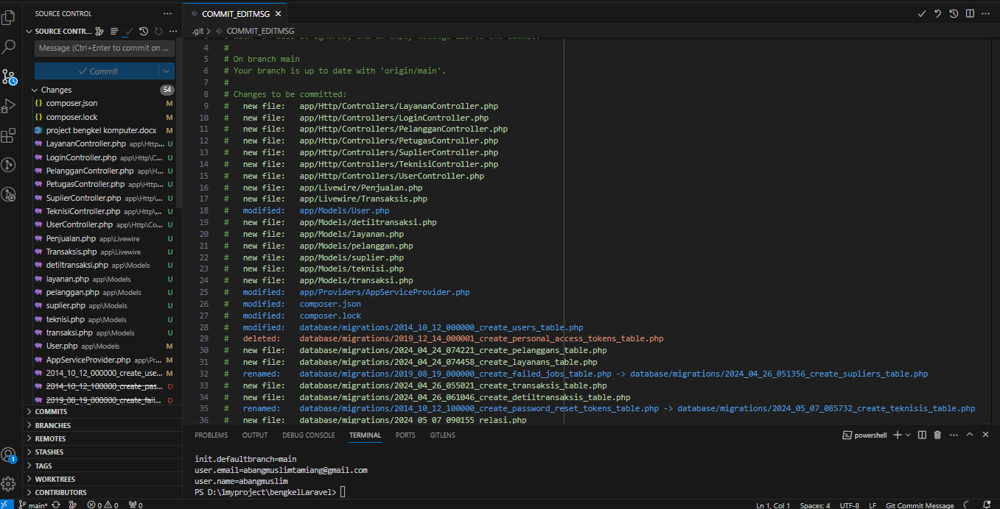 SOURCE CONTROL ···
SOURCE CONTR... ···
Message (Ctrl+Enter to commit on ...
Commit
Changes 54
{} composer.json M
{} composer.lock M
project bengkel komputer.docx M
LayananController.php app\Http... U
LoginController.php app\Http\C... U
PelangganController.php app\H... U
PetugasController.php app\Http... U
SuplierController.php app\Http\... U
TeknisiController.php app\Http\... U
UserController.php app\Http\Co... U
Penjualan.php app\Livewire U
Transaksis.php app\Livewire U
detiltransaksi.php app\Models U
layanan.php app\Models U
pelanggan.php app\Models U
suplier.php app\Models U
teknisi.php app\Models U
transaksi.php app\Models U
User.php app\Models M
AppServiceProvider.php app\Pr... M
2014_10_12_000000_create_use... M
2014_10_12_100000_create_pas... D
2019_08_19_000000_create_fail... D
COMMITS
BRANCHES
REMOTES
STASHES
TAGS
WORKTREES
CONTRIBUTORS
COMMIT_EDITMSG
.git > COMMIT_EDITMSG
3 # with '#' will be ignored, and an empty message aborts the commit.
4 #
5 # On branch main
6 # Your branch is up to date with 'origin/main'.
7 #
8 # Changes to be committed:
9 # new file: app/Http/Controllers/LayananController.php
10 # new file: app/Http/Controllers/LoginController.php
11 # new file: app/Http/Controllers/PelangganController.php
12 # new file: app/Http/Controllers/PetugasController.php
13 # new file: app/Http/Controllers/SuplierController.php
14 # new file: app/Http/Controllers/TeknisiController.php
15 # new file: app/Http/Controllers/UserController.php
16 # new file: app/Livewire/Penjualan.php
17 # new file: app/Livewire/Transaksis.php
18 # modified: app/Models/User.php
19 # new file: app/Models/detiltransaksi.php
20 # new file: app/Models/layanan.php
21 # new file: app/Models/pelanggan.php
22 # new file: app/Models/suplier.php
23 # new file: app/Models/teknisi.php
24 # new file: app/Models/transaksi.php
25 # modified: app/Providers/AppServiceProvider.php
26 # modified: composer.json
27 # modified: composer.lock
28 # modified: database/migrations/2014_10_12_000000_create_users_table.php
29 # deleted: database/migrations/2019_12_14_000001_create_personal_access_tokens_table.php
30 # new file: database/migrations/2024_04_24_074221_create_pelanggans_table.php
31 # new file: database/migrations/2024_04_24_074458_create_layanans_table.php
32 # renamed: database/migrations/2019_08_19_000000_create_failed_jobs_table.php -> database/migrations/2024_04_26_051356_create_supliers_table.php
33 # new file: database/migrations/2024_04_26_055021_create_transaksis_table.php
34 # new file: database/migrations/2024_04_26_061046_create_detiltransaksis_table.php
35 # renamed: database/migrations/2014_10_12_100000_create_password_reset_tokens_table.php -> database/migrations/2024_05_07_085732_create_teknisis_table.php
36 # new file: database/migrations/2024_05_07_090155_relasi.php
PROBLEMS OUTPUT DEBUG CONSOLE TERMINAL PORTS GITLENS powershell
init.defaultbranch=main
user.email=abangmuslimtamiang@gmail.com
user.name=abangmuslim
PS D:\1myproject\bengkelLaravel>
1
main* 0 0 0 Ln 1, Col 1 Spaces: 4 UTF-8 LF Git Commit Message